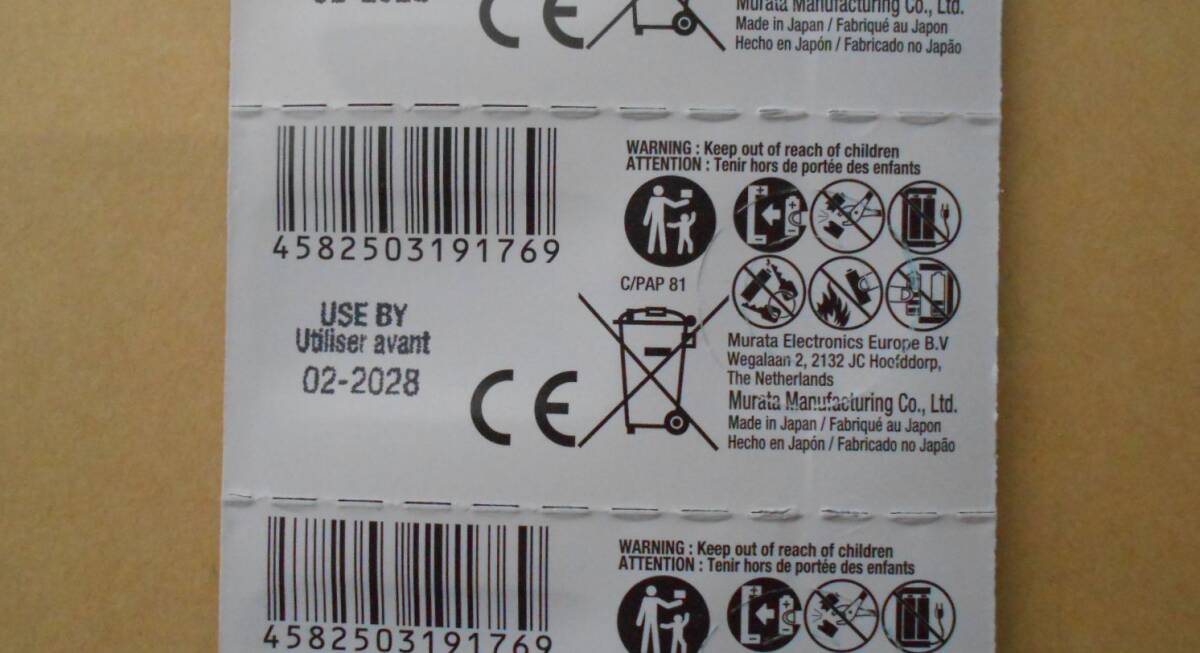 Murata Manufacturing Co., Ltd.
Made in Japan / Fabriqué au Japon
Hecho en Japón / Fabricado no Japão
4582503191769
USE BY
Utiliser avant
02-2028
WARNING : Keep out of reach of children
ATTENTION : Tenir hors de portée des enfants
C/PAP 81
CE
Murata Electronics Europe B.V
Wegalaan 2, 2132 JC Hoofddorp,
The Netherlands
Murata Manufacturing Co., Ltd.
Made in Japan / Fabriqué au Japon
Hecho en Japón / Fabricado no Japão
4582503191769
WARNING : Keep out of reach of children
ATTENTION : Tenir hors de portée des enfants